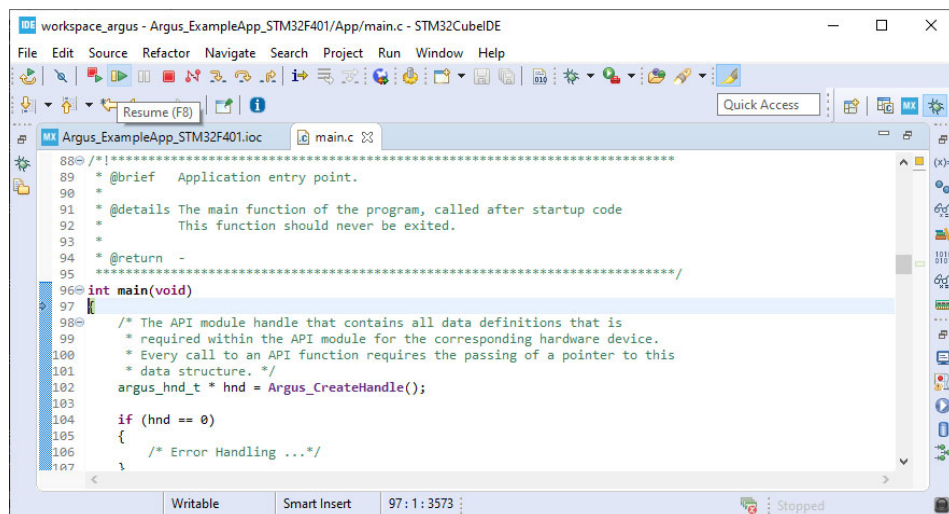 IDE workspace_argus - Argus_ExampleApp_STM32F401/App/main.c - STM32CubeIDE
File Edit Source Refactor Navigate Search Project Run Window Help
Resume (F8)
Quick Access
MX
MX Argus_ExampleApp_STM32F401.ioc
main.c
88 /*!***************************************************************************
89 * @brief Application entry point.
90 *
91 * @details The main function of the program, called after startup code
92 * This function should never be exited.
93 *
94 * @return -
95 *****************************************************************************/
96 int main(void)
97 {
98 /* The API module handle that contains all data definitions that is
99 * required within the API module for the corresponding hardware device.
100 * Every call to an API function requires the passing of a pointer to this
101 * data structure. */
102 argus_hnd_t * hnd = Argus_CreateHandle();
103
104 if (hnd == 0)
105 {
106 /* Error Handling ...*/
107 }
Writable Smart Insert 97:1:3573 Stopped